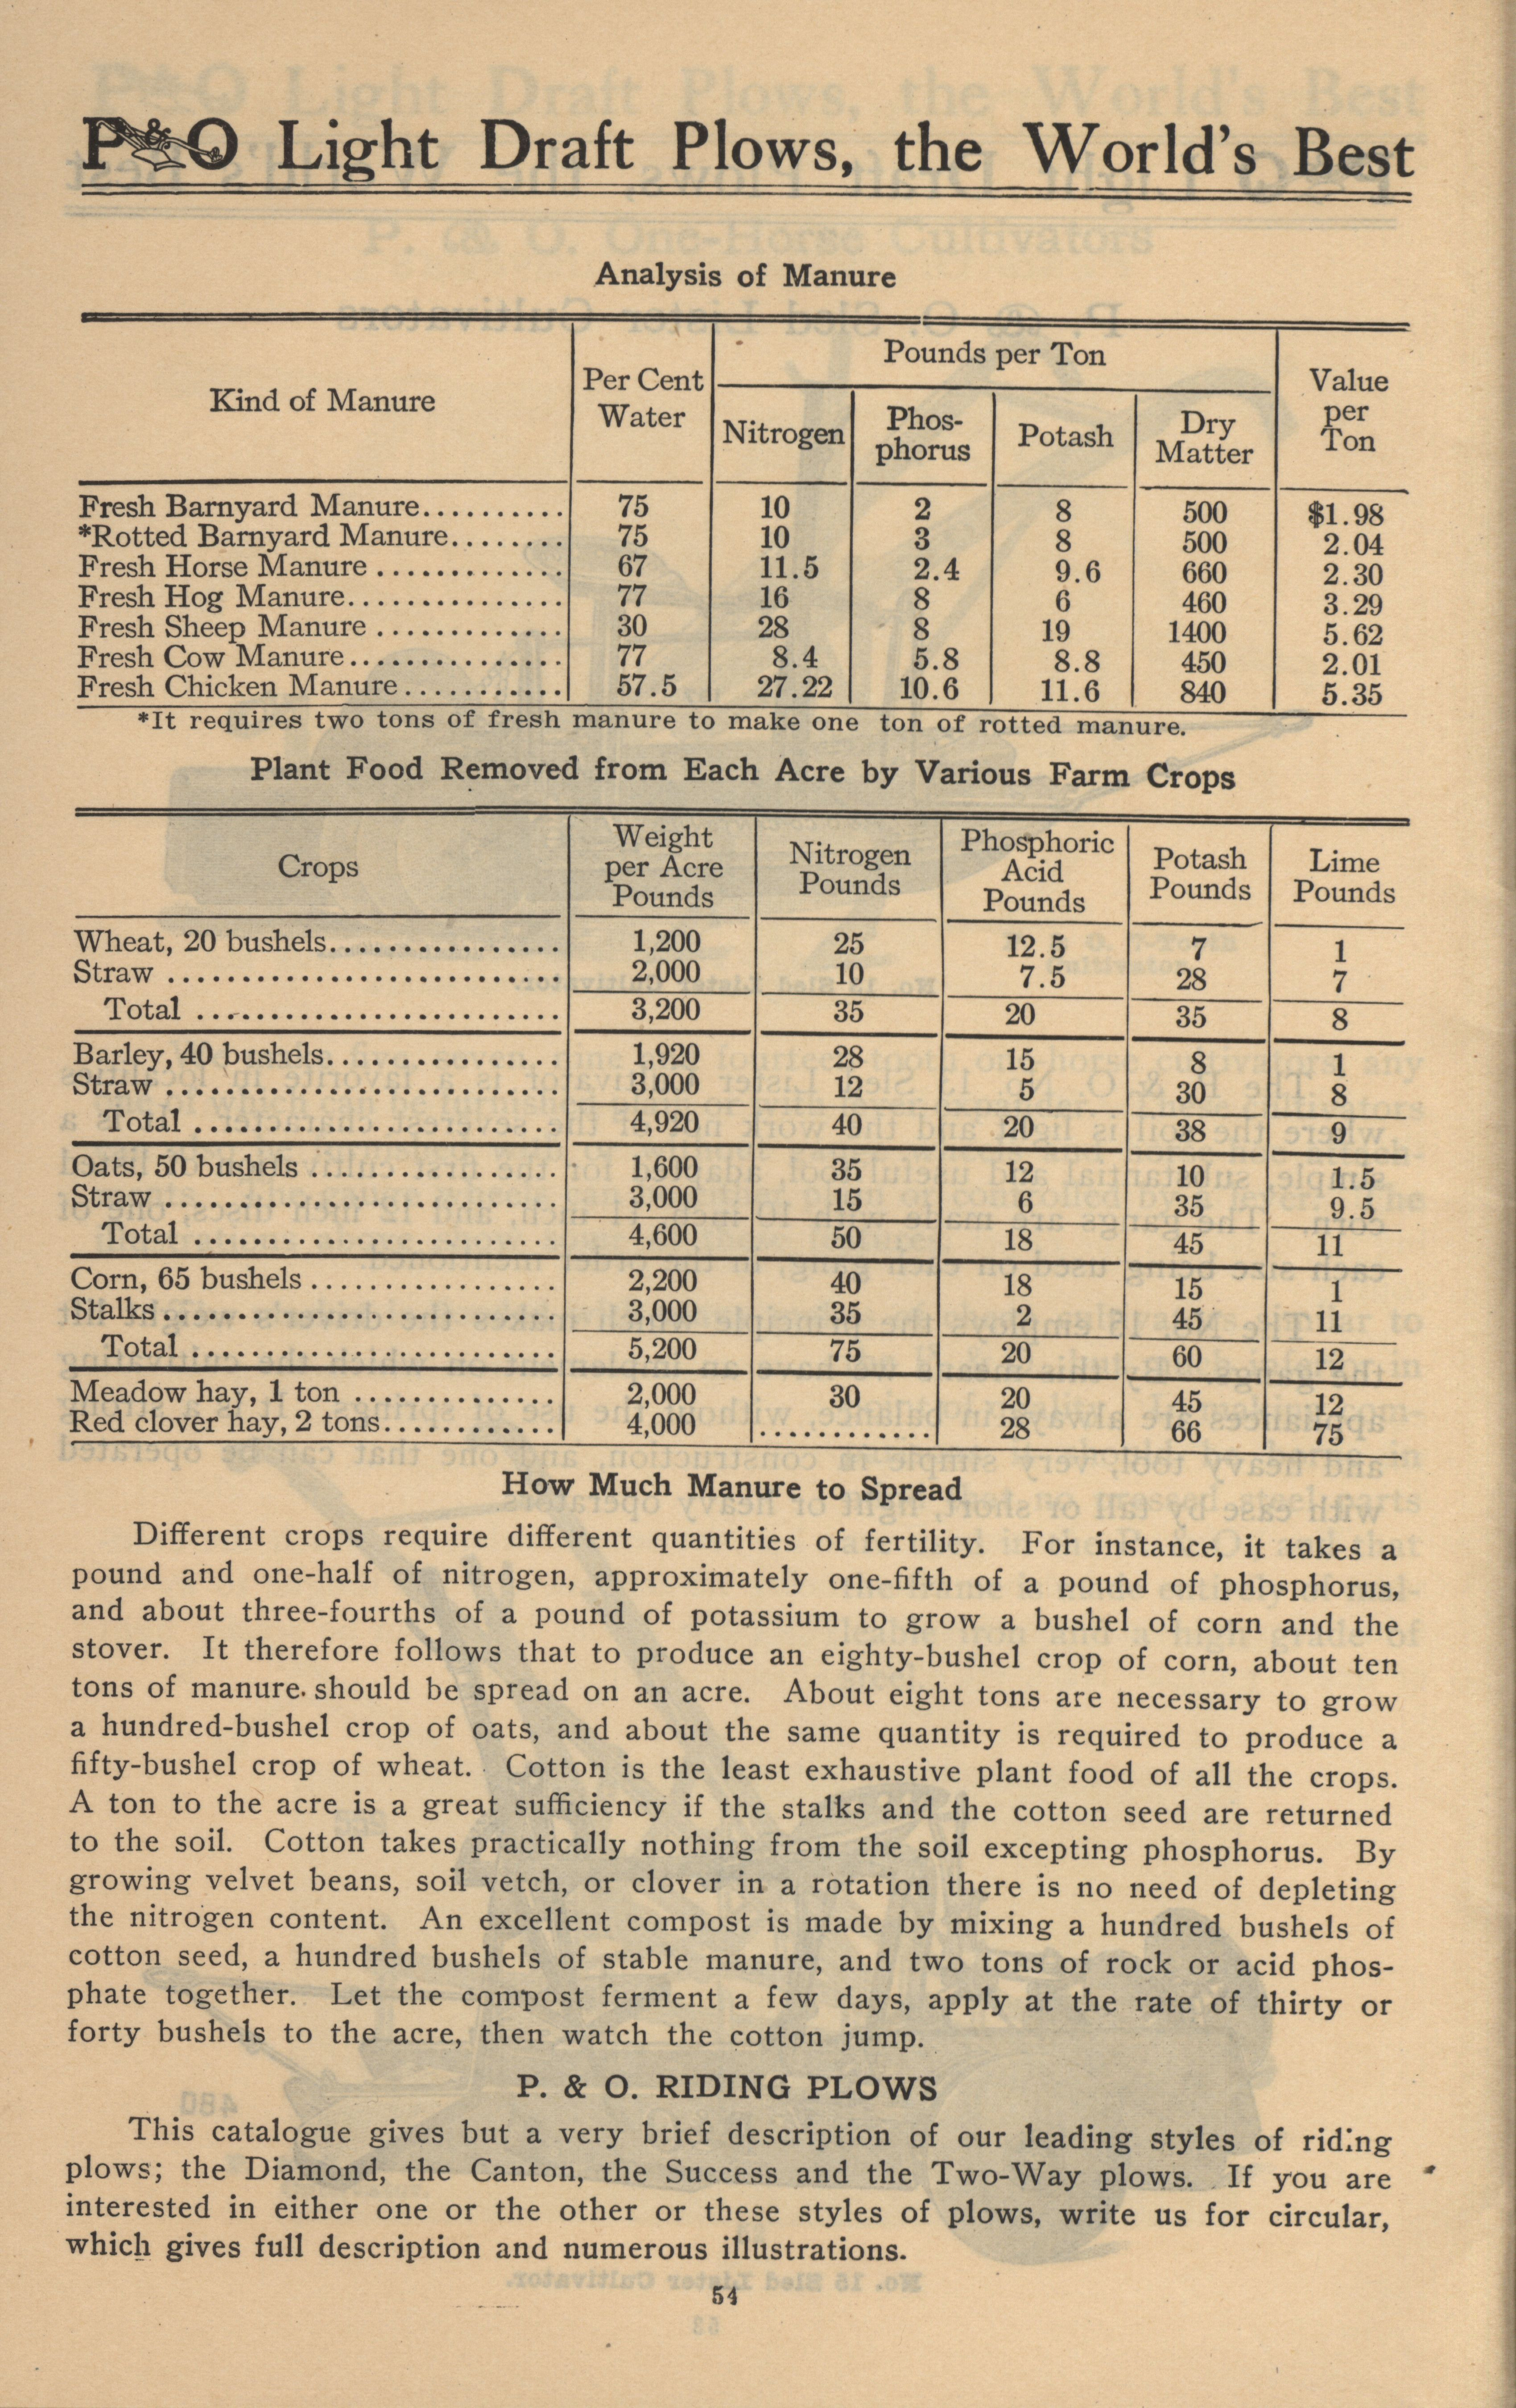 P&O Light Draft Plows, the World's Best
Analysis of Manure
Kind of Manure
Per Cent Water
Pounds per Ton
Nitrogen
Phos-phorus
Potash
Dry Matter
Value per Ton
Fresh Barnyard Manure.......... 75 10 2 8 500 $1.98
*Rotted Barnyard Manure........ 75 10 3 8 500 2.04
Fresh Horse Manure ............. 67 11.5 2.4 9.6 660 2.30
Fresh Hog Manure............... 77 16 8 6 460 3.29
Fresh Sheep Manure ............. 30 28 8 19 1400 5.62
Fresh Cow Manure............... 77 8.4 5.8 8.8 450 2.01
Fresh Chicken Manure........... 57.5 27.22 10.6 11.6 840 5.35
*It requires two tons of fresh manure to make one ton of rotted manure.
Plant Food Removed from Each Acre by Various Farm Crops
Crops
Weight per Acre Pounds
Nitrogen Pounds
Phosphoric Acid Pounds
Potash Pounds
Lime Pounds
Wheat, 20 bushels................ 1,200 25 12.5 7 1
Straw ........................... 2,000 10 7.5 28 7
Total ......................... 3,200 35 20 35 8
Barley, 40 bushels................ 1,920 28 15 8 1
Straw ........................... 3,000 12 5 30 8
Total ......................... 4,920 40 20 38 9
Oats, 50 bushels ................. 1,600 35 12 10 1.5
Straw ........................... 3,000 15 6 35 9.5
Total ......................... 4,600 50 18 45 11
Corn, 65 bushels ................. 2,200 40 18 15 1
Stalks........................... 3,000 35 2 45 11
Total ......................... 5,200 75 20 60 12
Meadow hay, 1 ton .............. 2,000 30 20 45 12
Red clover hay, 2 tons............ 4,000 ............ 28 66 75
How Much Manure to Spread
Different crops require different quantities of fertility. For instance, it takes a
pound and one-half of nitrogen, approximately one-fifth of a pound of phosphorus,
and about three-fourths of a pound of potassium to grow a bushel of corn and the
stover. It therefore follows that to produce an eighty-bushel crop of corn, about ten
tons of manure. should be spread on an acre. About eight tons are necessary to grow
a hundred-bushel crop of oats, and about the same quantity is required to produce a
fifty-bushel crop of wheat. Cotton is the least exhaustive plant food of all the crops.
A ton to the acre is a great sufficiency if the stalks and the cotton seed are returned
to the soil. Cotton takes practically nothing from the soil excepting phosphorus. By
growing velvet beans, soil vetch, or clover in a rotation there is no need of depleting
the nitrogen content. An excellent compost is made by mixing a hundred bushels of
cotton seed, a hundred bushels of stable manure, and two tons of rock or acid phos-
phate together. Let the compost ferment a few days, apply at the rate of thirty or
forty bushels to the acre, then watch the cotton jump.
P. & O. RIDING PLOWS
This catalogue gives but a very brief description of our leading styles of riding
plows; the Diamond, the Canton, the Success and the Two-Way plows. If you are
interested in either one or the other or these styles of plows, write us for circular,
which gives full description and numerous illustrations.
54